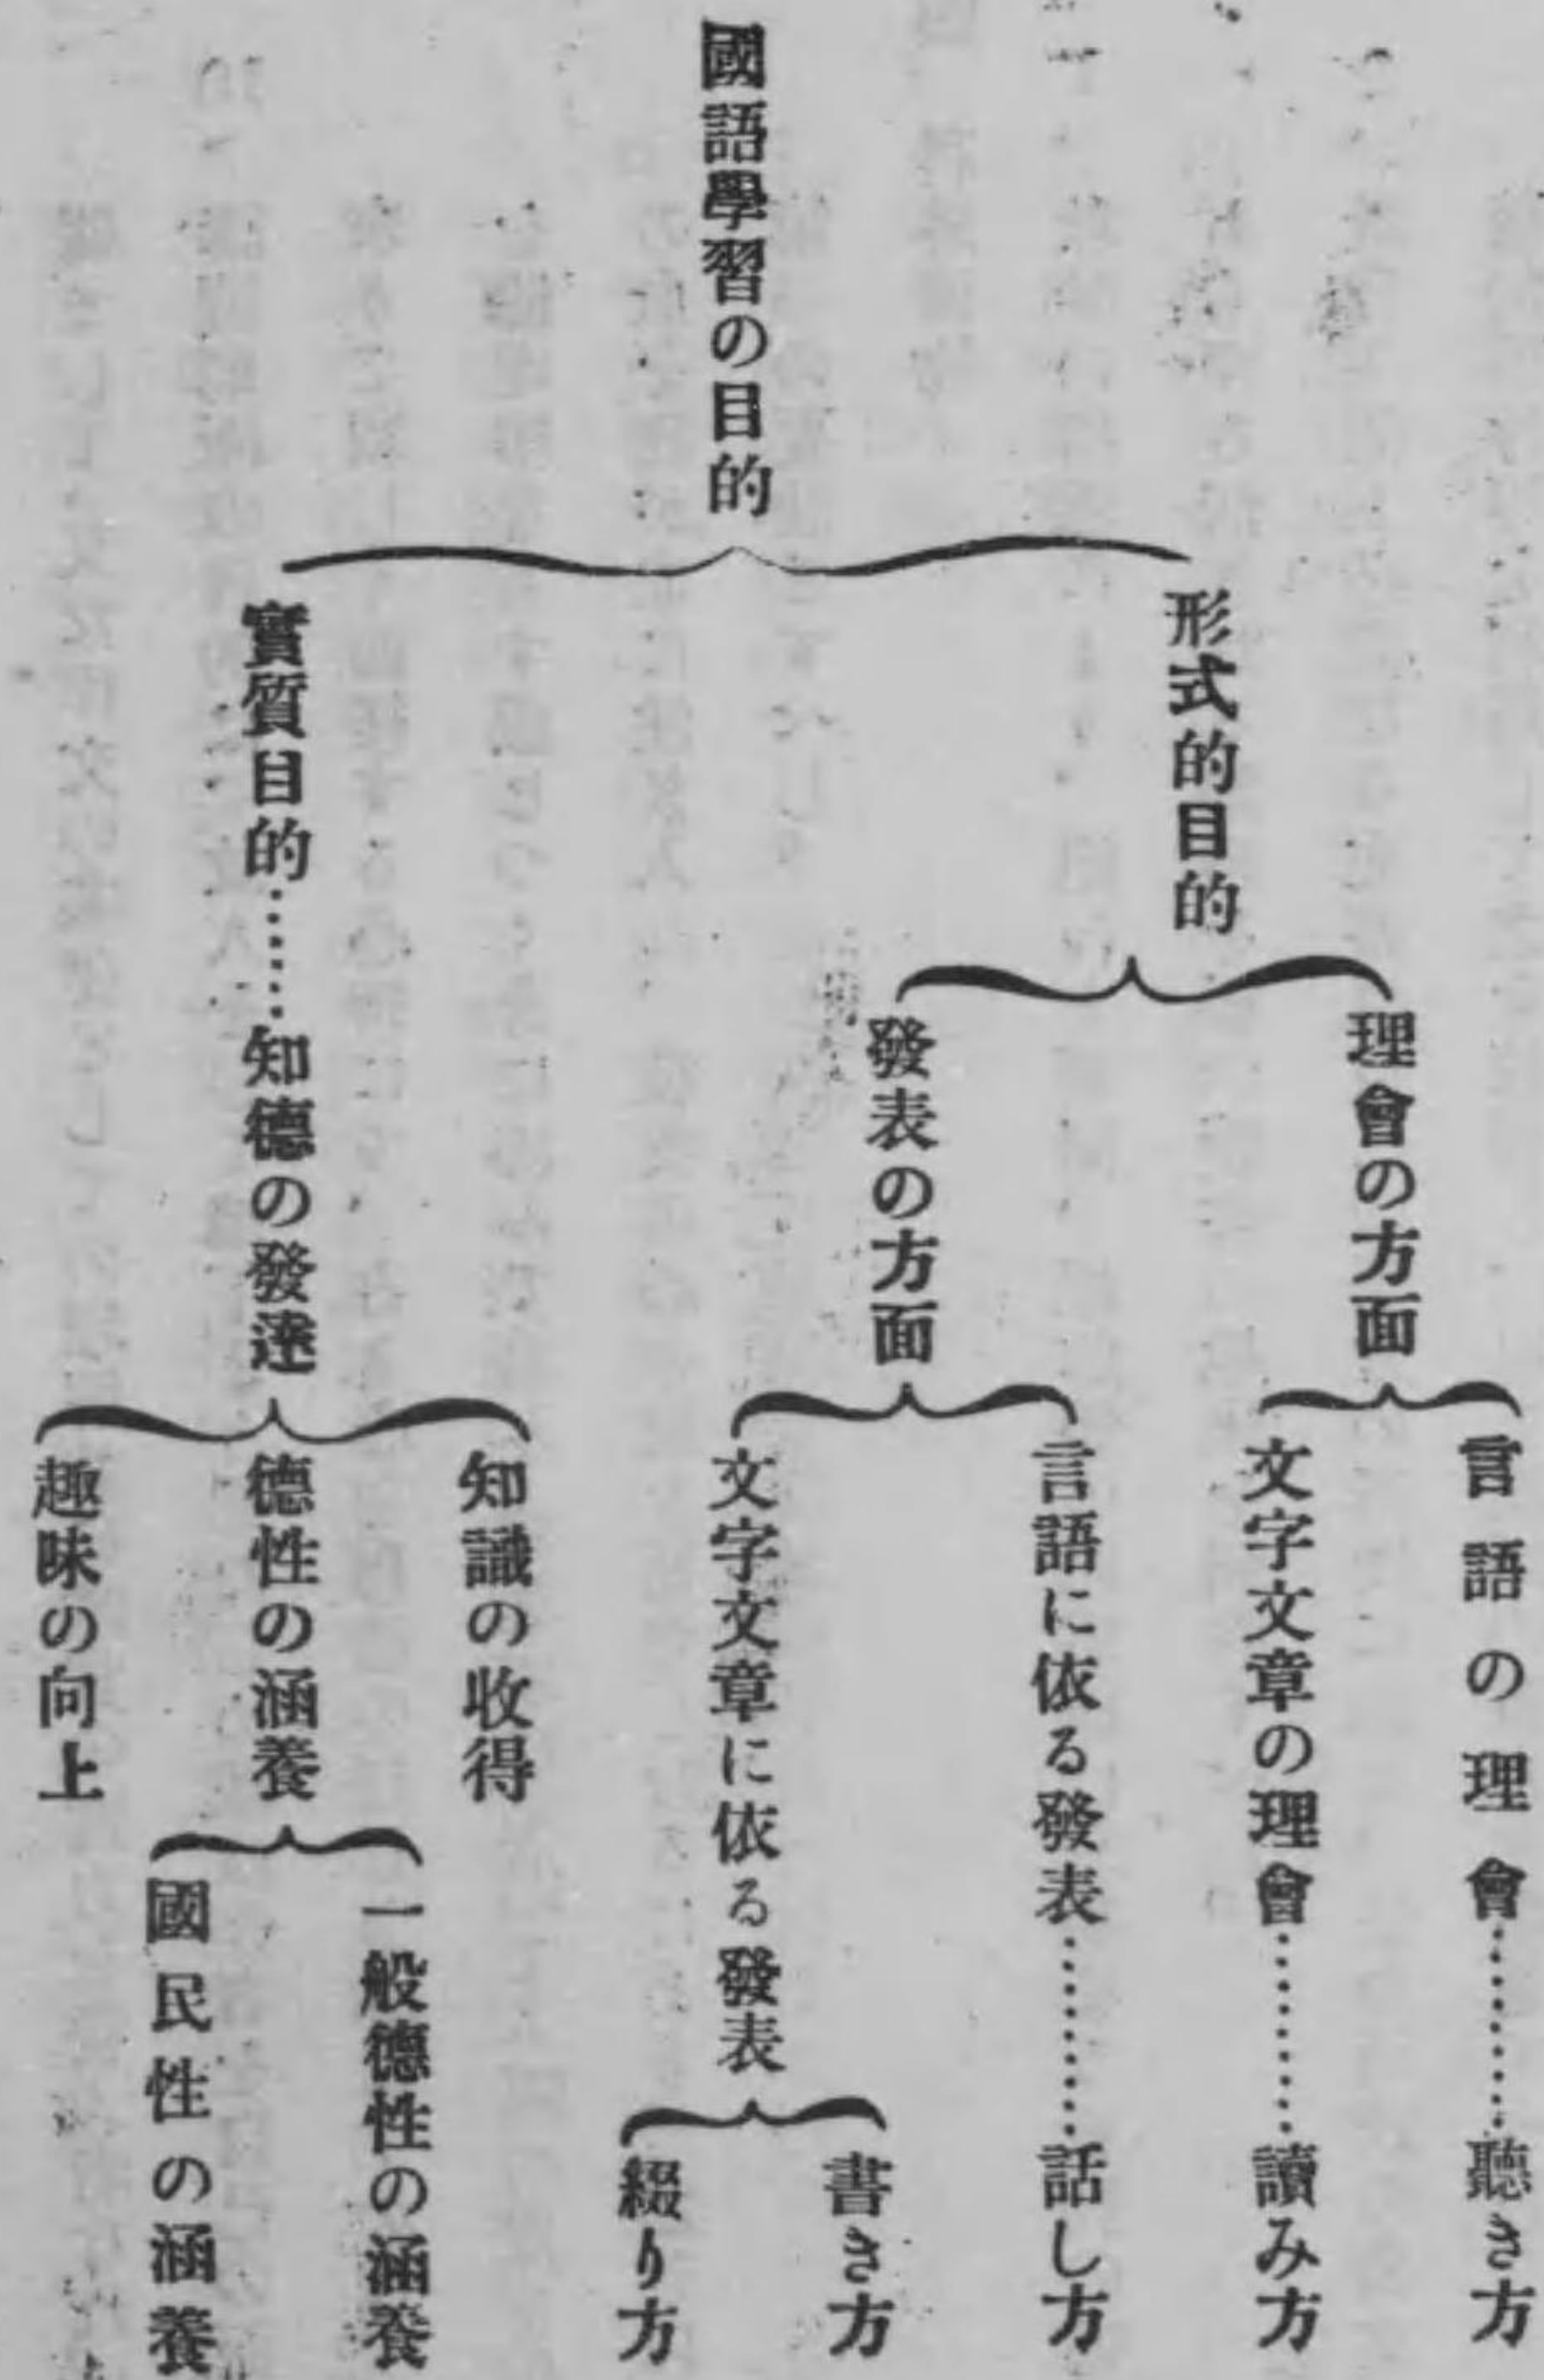 國語學習の目的
形式的目的
理會の方面
言語の理會………聽き方
文字文章の理會………讀み方
發表の方面
言語に依る發表………話し方
文字文章に依る發表
書き方
綴り方
實質目的………知德の發達
知識の收得
德性の涵養
一般德性の涵養
國民性の涵養
趣味の向上